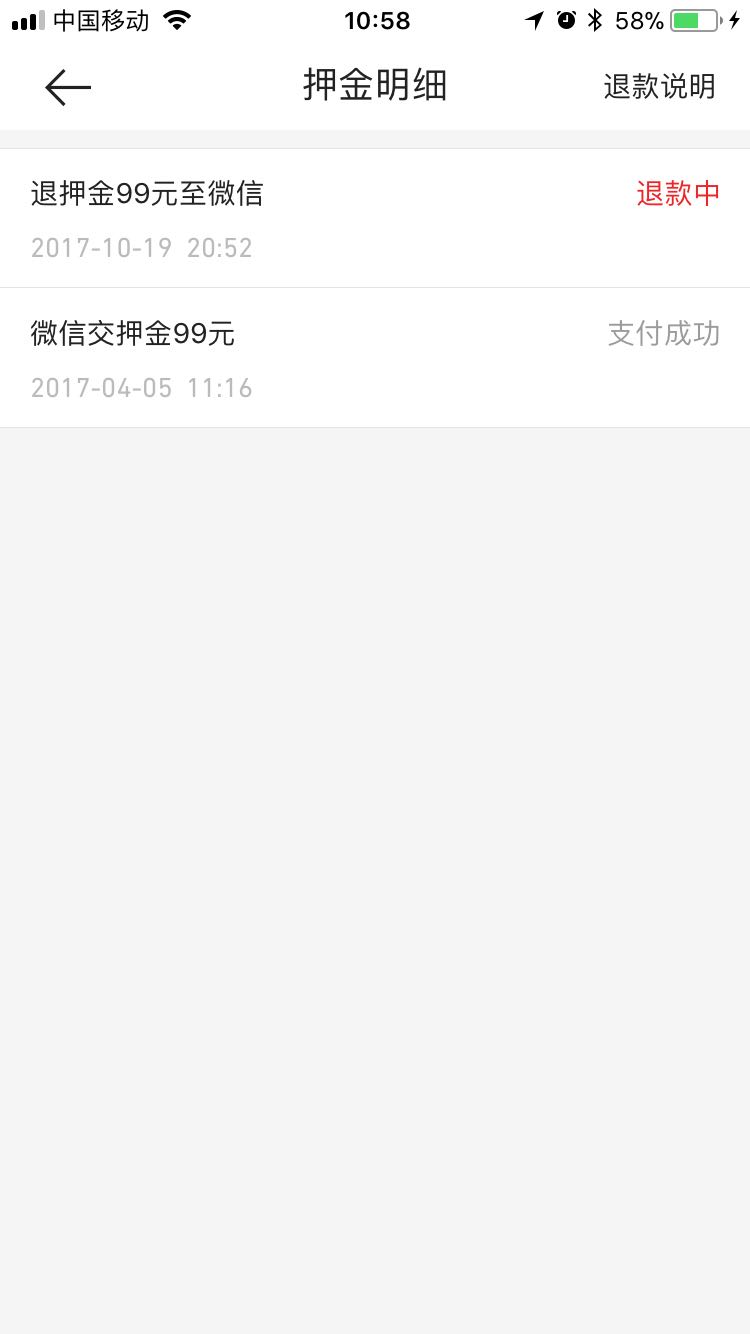 中国移动 10:58 58%
押金明细 退款说明
退押金99元至微信 退款中
2017-10-19 20:52
微信交押金99元 支付成功
2017-04-05 11:16